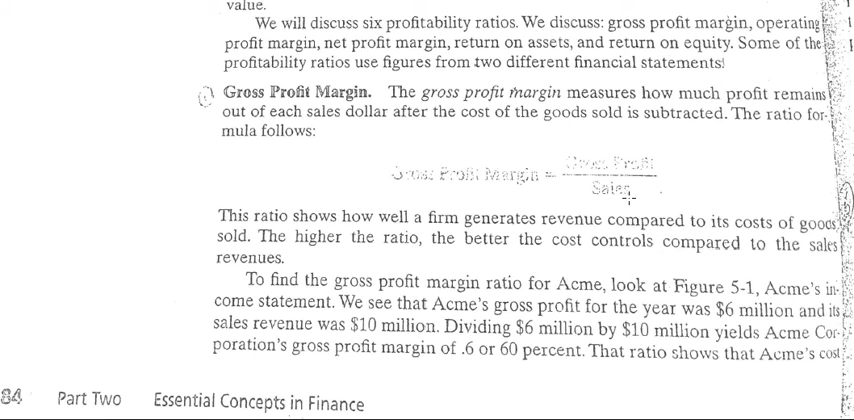 value.
We will discuss six profitability ratios. We discuss: gross profit margin, operating
profit margin, net profit margin, return on assets, and return on equity. Some of the
profitability ratios use figures from two different financial statements.
Gross Profit Margin. The gross profit margin measures how much profit remains
out of each sales dollar after the cost of the goods sold is subtracted. The ratio for-
mula follows:
Gross Profit Margin = Gross Profit
Sales
This ratio shows how well a firm generates revenue compared to its costs of goods
sold. The higher the ratio, the better the cost controls compared to the sales
revenues.
To find the gross profit margin ratio for Acme, look at Figure 5-1, Acme's in-
come statement. We see that Acme's gross profit for the year was $6 million and its
sales revenue was $10 million. Dividing $6 million by $10 million yields Acme Cor-
poration's gross profit margin of .6 or 60 percent. That ratio shows that Acme's cost
84 Part Two Essential Concepts in Finance